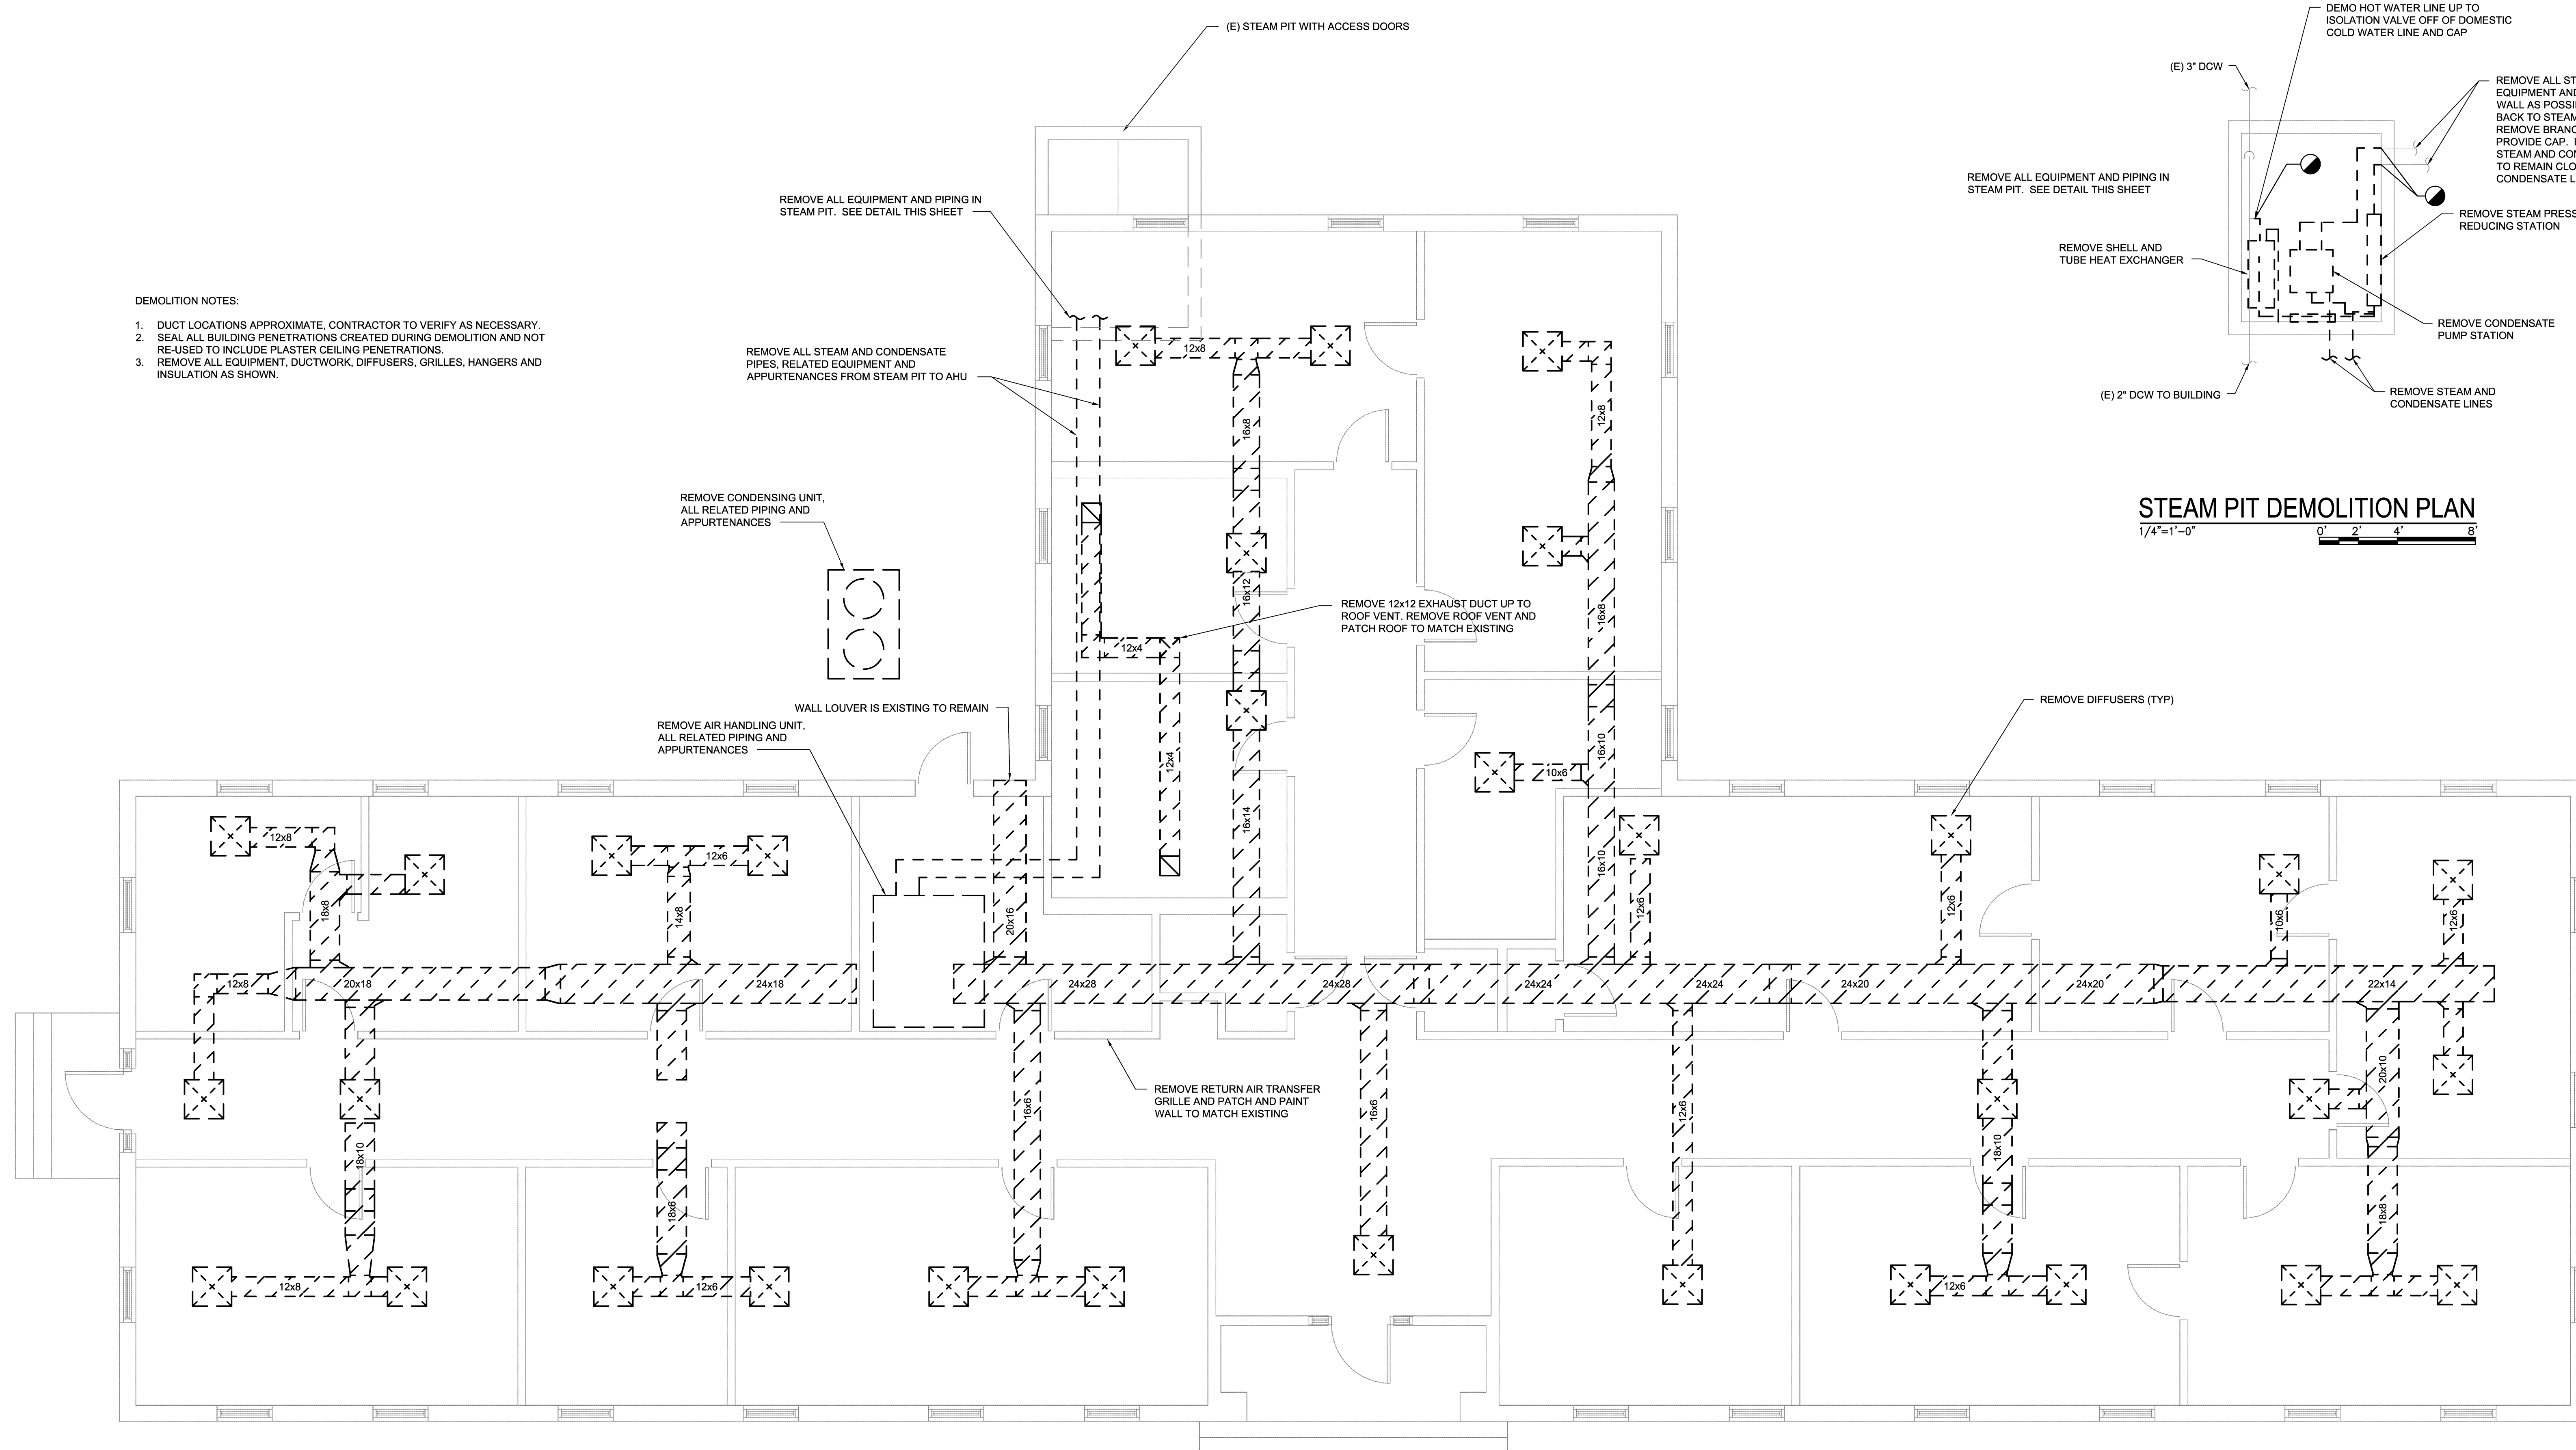 (E) STEAM PIT WITH ACCESS DOORS
DEMO HOT WATER LINE UP TO
ISOLATION VALVE OFF OF DOMESTIC
COLD WATER LINE AND CAP
(E) 3" DCW
REMOVE ALL
EQUIPMENT
WALL AS
BACK TO STEAM
REMOVE
PROVIDE CAP.
STEAM AND
TO REMAIN
CONDENSATE
REMOVE ALL EQUIPMENT AND PIPING IN
STEAM PIT. SEE DETAIL THIS SHEET
REMOVE STEAM
REDUCING STATION
REMOVE SHELL AND
TUBE HEAT EXCHANGER
REMOVE CONDENSATE
PUMP STATION
(E) 2" DCW TO BUILDING
REMOVE STEAM AND
CONDENSATE LINES
STEAM PIT DEMOLITION PLAN
1/4"=1'-0"
0' 2' 4' 8'
DEMOLITION NOTES:
1. DUCT LOCATIONS APPROXIMATE, CONTRACTOR TO VERIFY AS NECESSARY.
2. SEAL ALL BUILDING PENETRATIONS CREATED DURING DEMOLITION AND NOT
RE-USED TO INCLUDE PLASTER CEILING PENETRATIONS.
3. REMOVE ALL EQUIPMENT, DUCTWORK, DIFFUSERS, GRILLES, HANGERS AND
INSULATION AS SHOWN.
REMOVE ALL EQUIPMENT AND PIPING IN
STEAM PIT. SEE DETAIL THIS SHEET
REMOVE ALL STEAM AND CONDENSATE
PIPES, RELATED EQUIPMENT AND
APPURTENANCES FROM STEAM PIT TO AHU
REMOVE CONDENSING UNIT,
ALL RELATED PIPING AND
APPURTENANCES
REMOVE 12x12 EXHAUST DUCT UP TO
ROOF VENT. REMOVE ROOF VENT AND
PATCH ROOF TO MATCH EXISTING
WALL LOUVER IS EXISTING TO REMAIN
REMOVE AIR HANDLING UNIT,
ALL RELATED PIPING AND
APPURTENANCES
REMOVE DIFFUSERS (TYP)
REMOVE RETURN AIR TRANSFER
GRILLE AND PATCH AND PAINT
WALL TO MATCH EXISTING
12x8
16x8
12x8
16x12
16x8
12x4
12x4
16x10
10x6
16x14
12x8
12x6
16x10
18x8
14x8
20x16
12x6
12x6
10x6
12x6
12x8
20x18
24x18
24x28
24x28
24x24
24x24
24x20
24x20
22x14
20x10
16x6
16x6
12x6
18x10
18x10
18x6
18x8
12x8
12x6
12x6